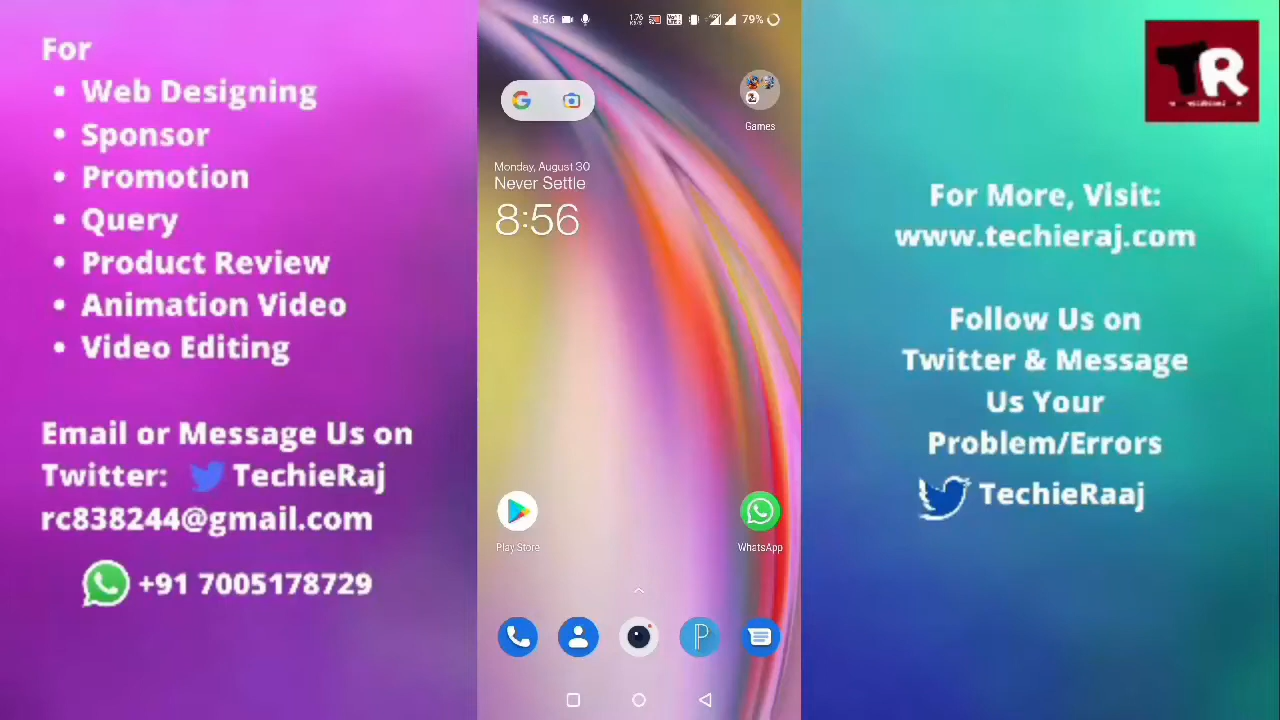 For
• Web Designing
• Sponsor
• Promotion
• Query
• Product Review
• Animation Video
• Video Editing
Email or Message Us on
Twitter: TechieRaj
rc838244@gmail.com
+91 7005178729
8:56
1.76
79%
Games
Monday, August 30
Never Settle
8:56
Play Store
WhatsApp
TR
For More, Visit:
www.techieraj.com
Follow Us on
Twitter & Message
Us Your
Problem/Errors
TechieRaaj